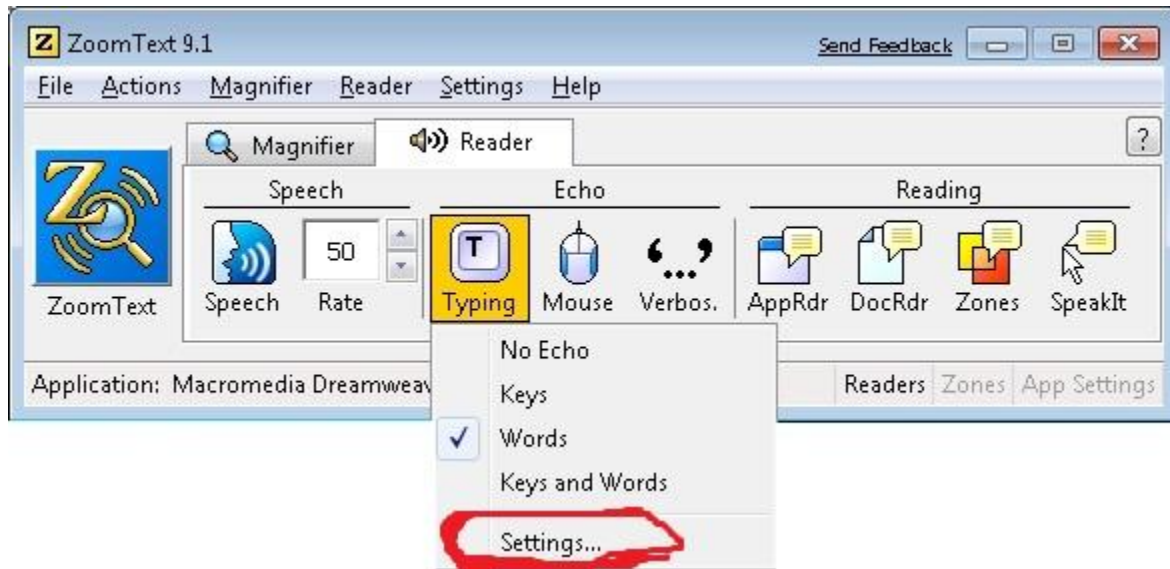 Z ZoomText 9.1 Send Feedback
File Actions Magnifier Reader Settings Help
Magnifier Reader ?
Speech Echo Reading
50 T
ZoomText Speech Rate Typing Mouse Verbos. AppRdr DocRdr Zones SpeakIt
No Echo
Application: Macromedia Dreamweav Readers Zones App Settings
Keys
Words
Keys and Words
Settings...